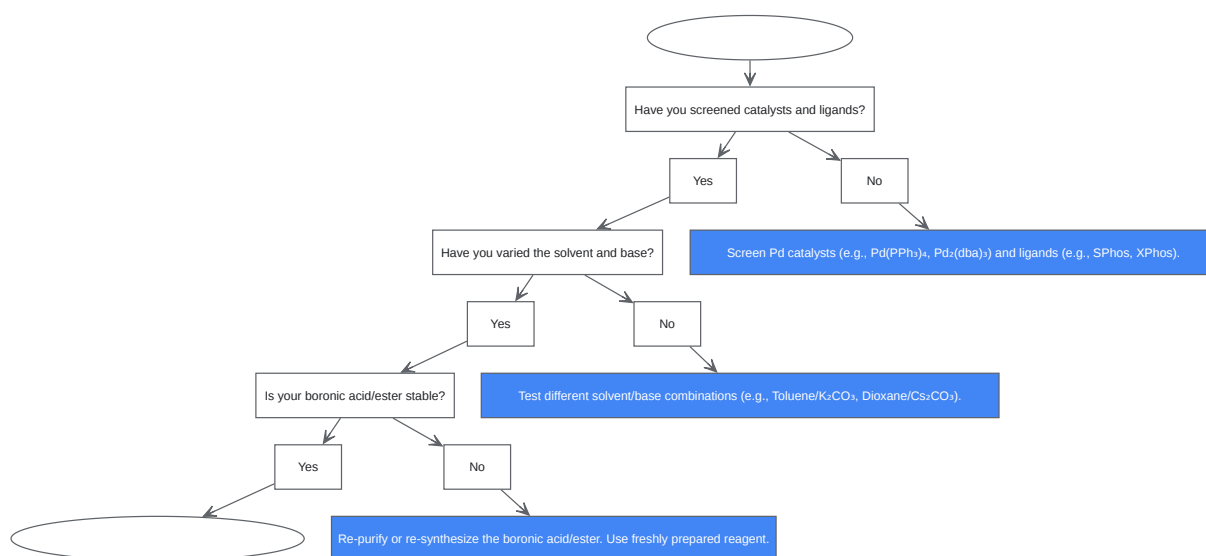 Have you screened catalysts and ligands?
Yes
No
Have you varied the solvent and base?
Screen Pd catalysts (e.g., Pd(PPh₃)₄, Pd₂(dba)₃) and ligands (e.g., SPhos, XPhos).
Yes
No
Is your boronic acid/ester stable?
Test different solvent/base combinations (e.g., Toluene/K₂CO₃, Dioxane/Cs₂CO₃).
Yes
No
Re-purify or re-synthesize the boronic acid/ester. Use freshly prepared reagent.